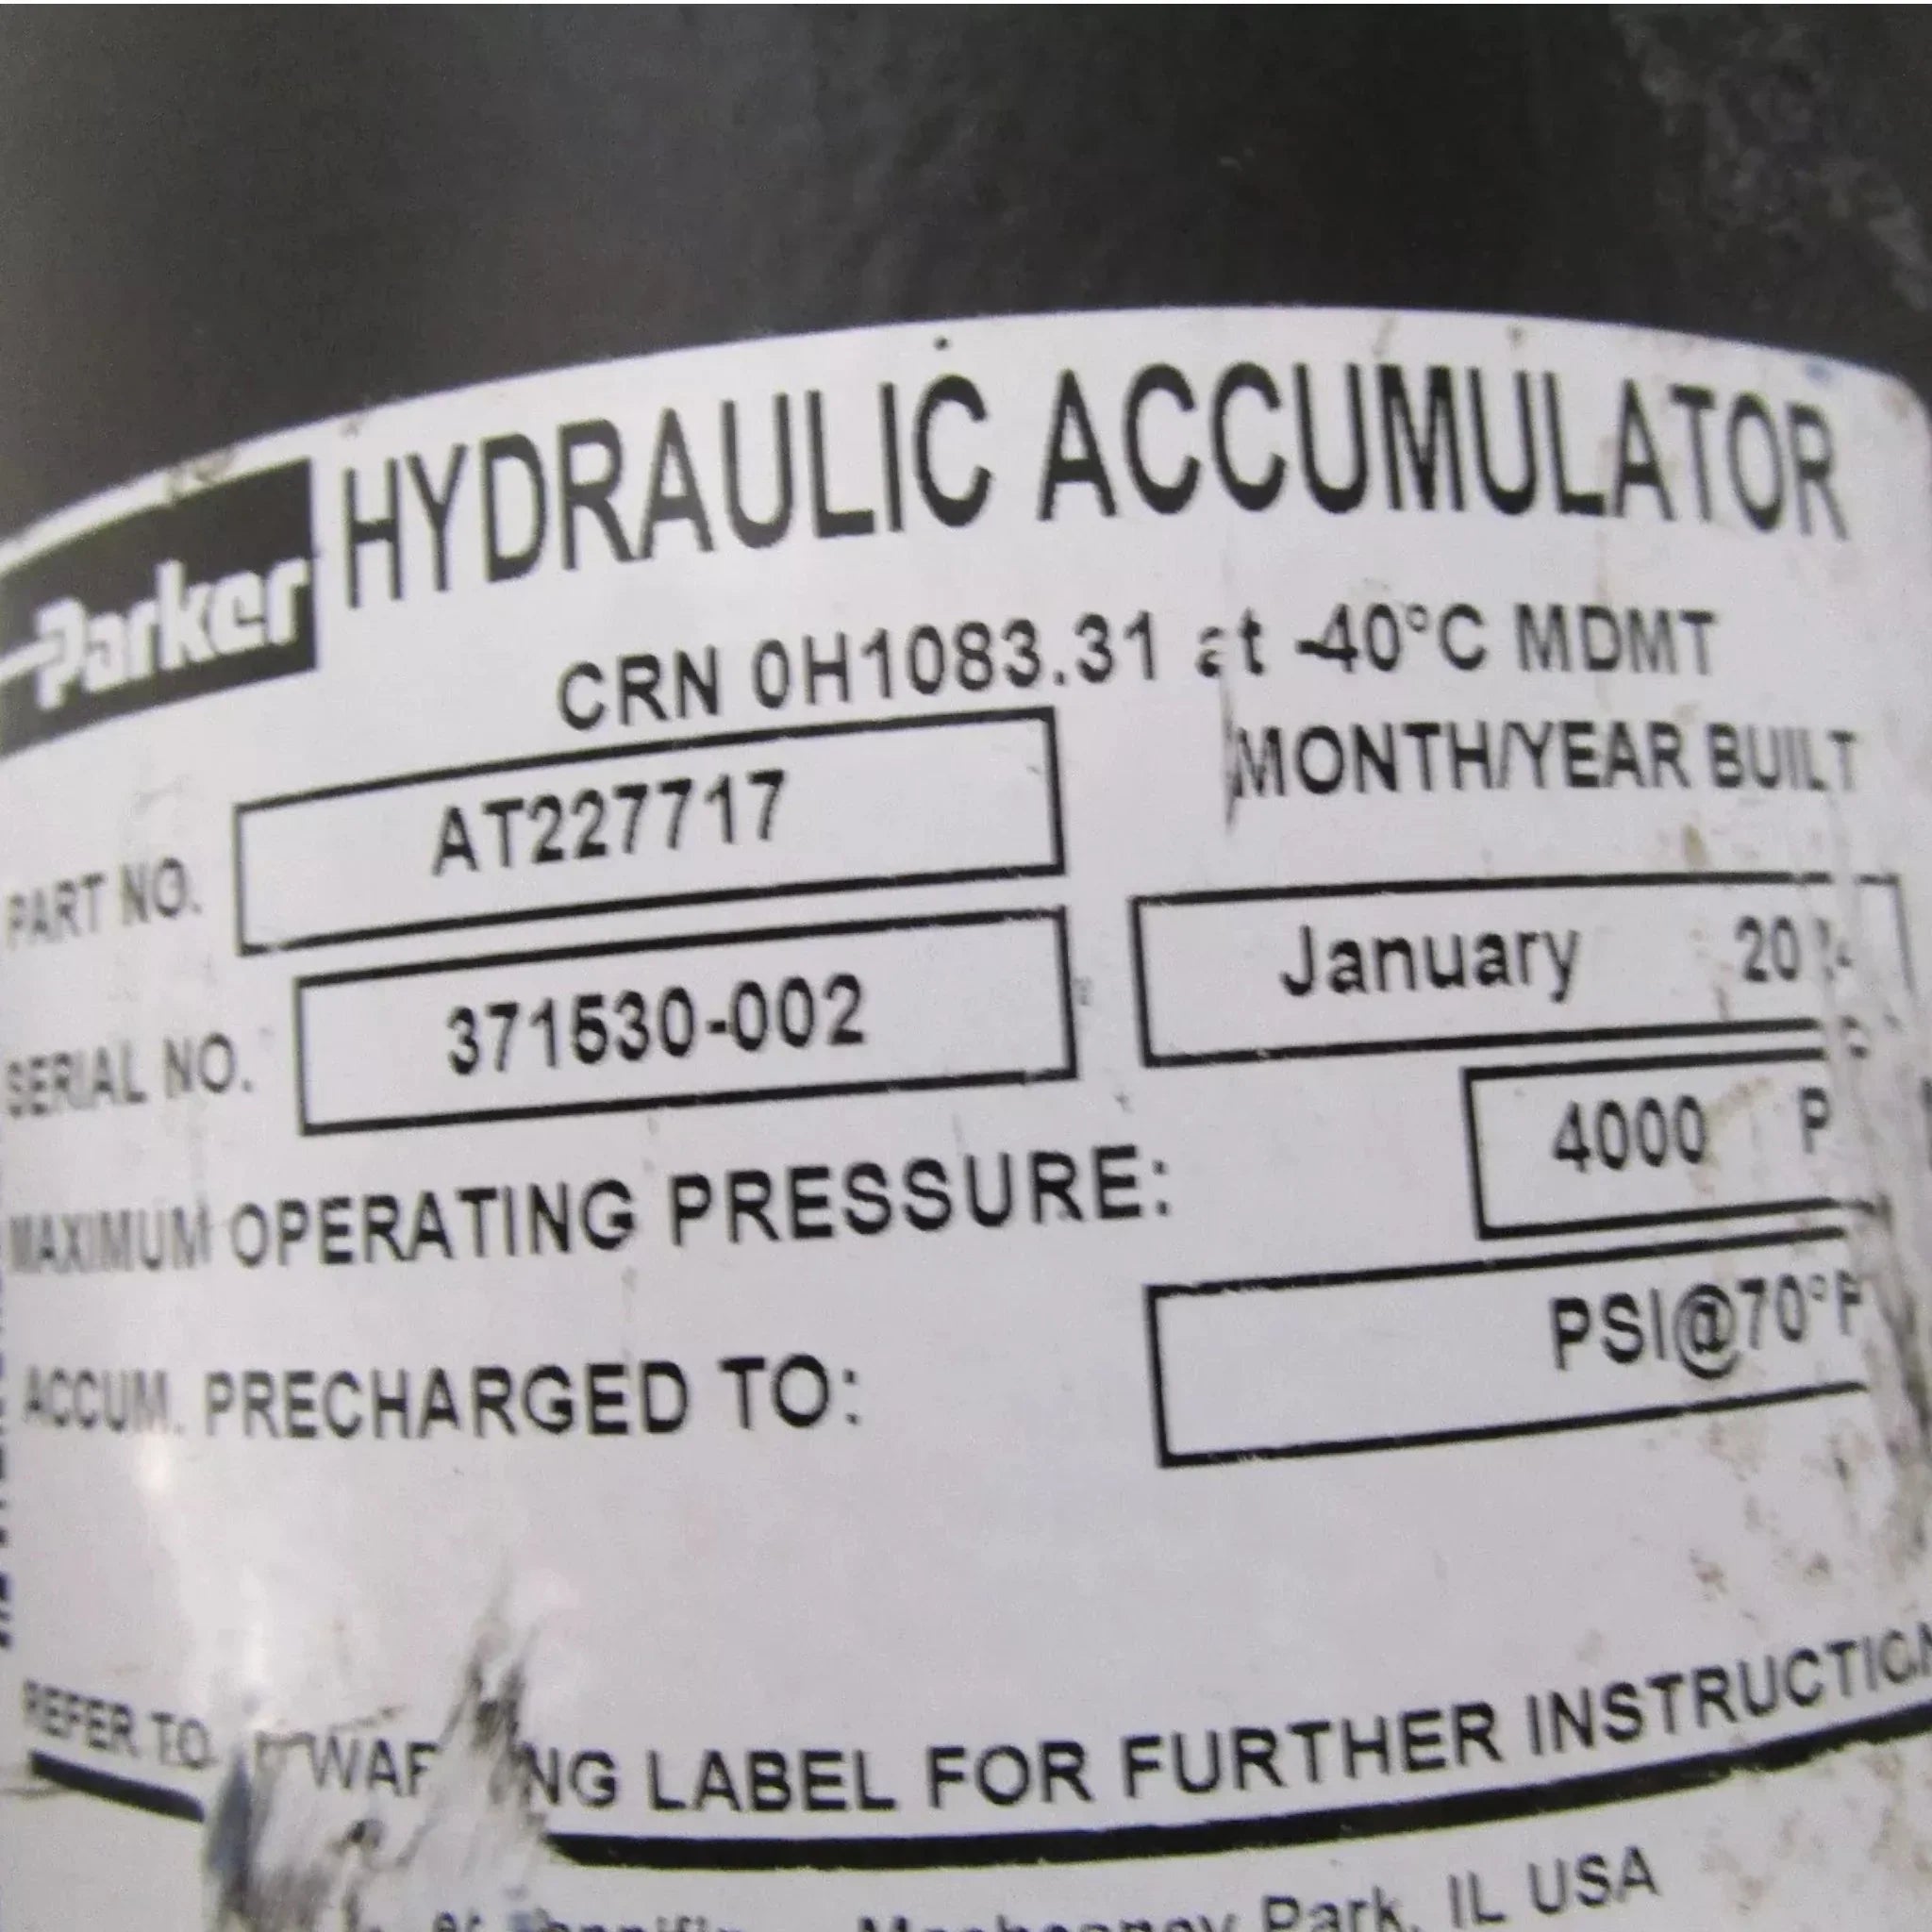 Parker HYDRAULIC ACCUMULATOR
CRN 0H1083.31 at -40°C MDMT
PART NO. AT227717
MONTH/YEAR BUILT
SERIAL NO. 371530-002
January
MAXIMUM OPERATING PRESSURE: 4000 P
ACCUM. PRECHARGED TO: PSI@70°F
REFER TO LABEL FOR FURTHER INSTRUCTION
Park, IL USA